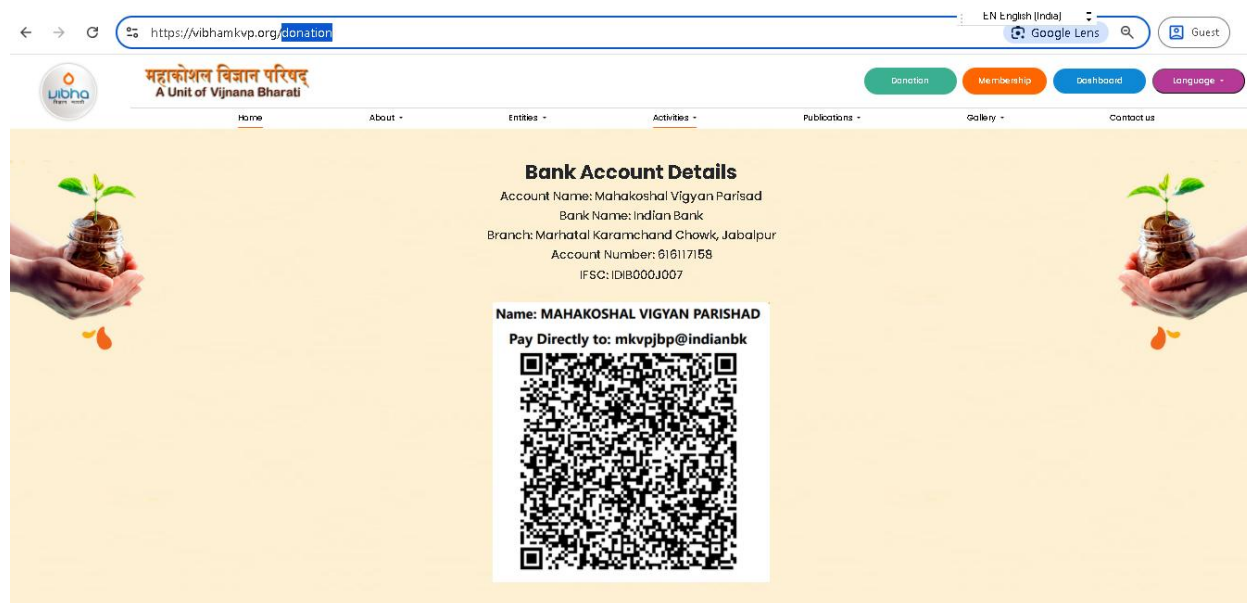 EN English (India)
https://vibhamkvp.org/donation
Google Lens
Guest
vibha
विज्ञान भारती
महाकोशल विज्ञान परिषद्
A Unit of Vijnana Bharati
Donation
Membership
Dashboard
Language
Home
About
Entities
Activities
Publications
Gallery
Contact us
Bank Account Details
Account Name: Mahakoshal Vigyan Parisad
Bank Name: Indian Bank
Branch: Marhatal Karamchand Chowk, Jabalpur
Account Number: 616117158
IFSC: IDIB000J007
Name: MAHAKOSHAL VIGYAN PARISHAD
Pay Directly to: mkvpjbp@indianbk